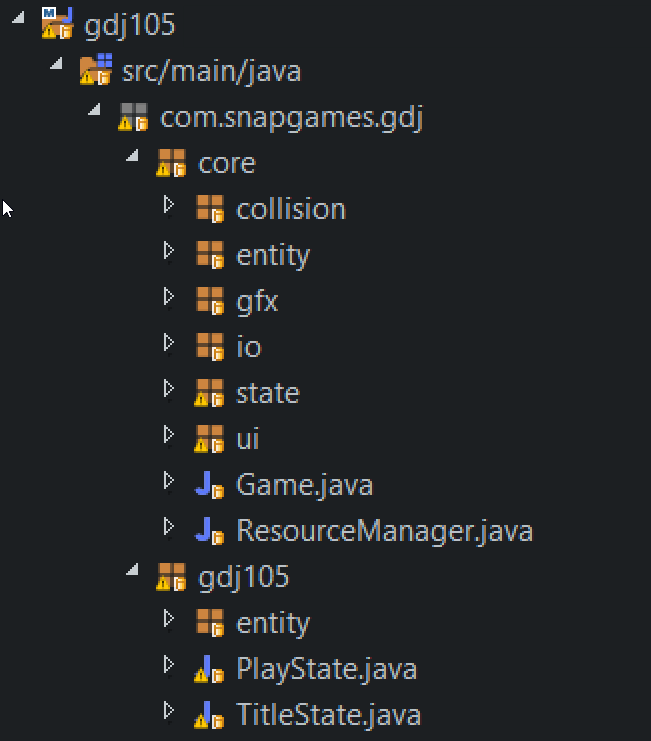 gdj105
src/main/java
com.snapgames.gdj
core
collision
entity
gfx
io
state
ui
Game.java
ResourceManager.java
gdj105
entity
PlayState.java
TitleState.java